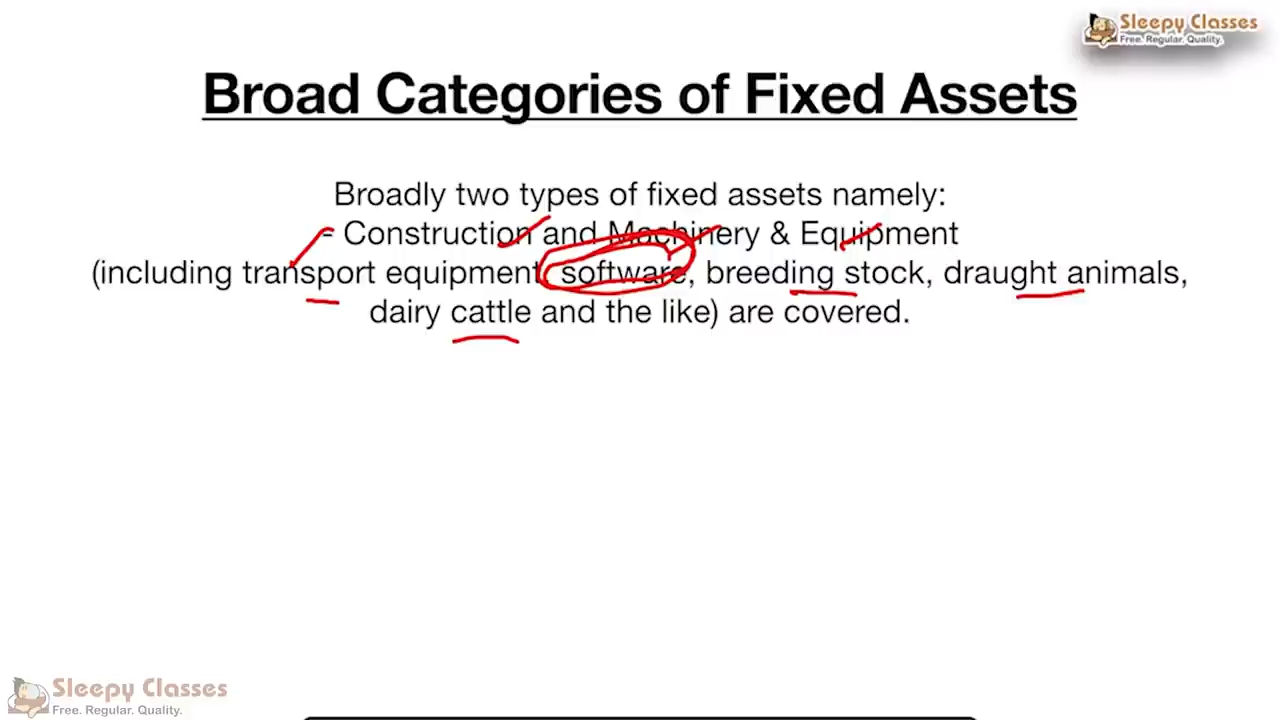 Sleepy Classes
Free. Regular. Quality.
Broad Categories of Fixed Assets
Broadly two types of fixed assets namely:
- Construction and Machinery & Equipment
(including transport equipment, software, breeding stock, draught animals,
dairy cattle and the like) are covered.
Sleepy Classes
Free. Regular. Quality.